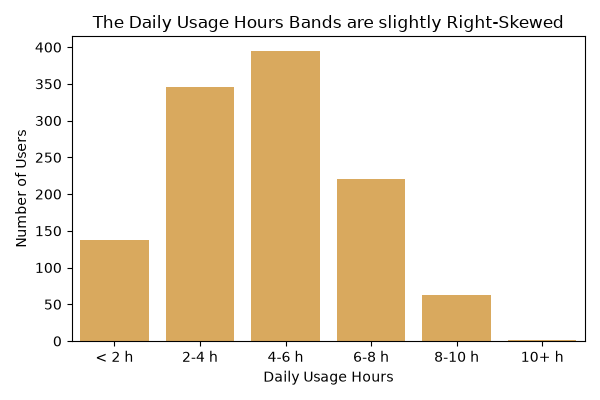 The Daily Usage Hours Bands are slightly Right-Skewed
400
350
300
250
200
150
100
50
0
Number of Users
< 2 h 2-4 h 4-6 h 6-8 h 8-10 h 10+ h
Daily Usage Hours